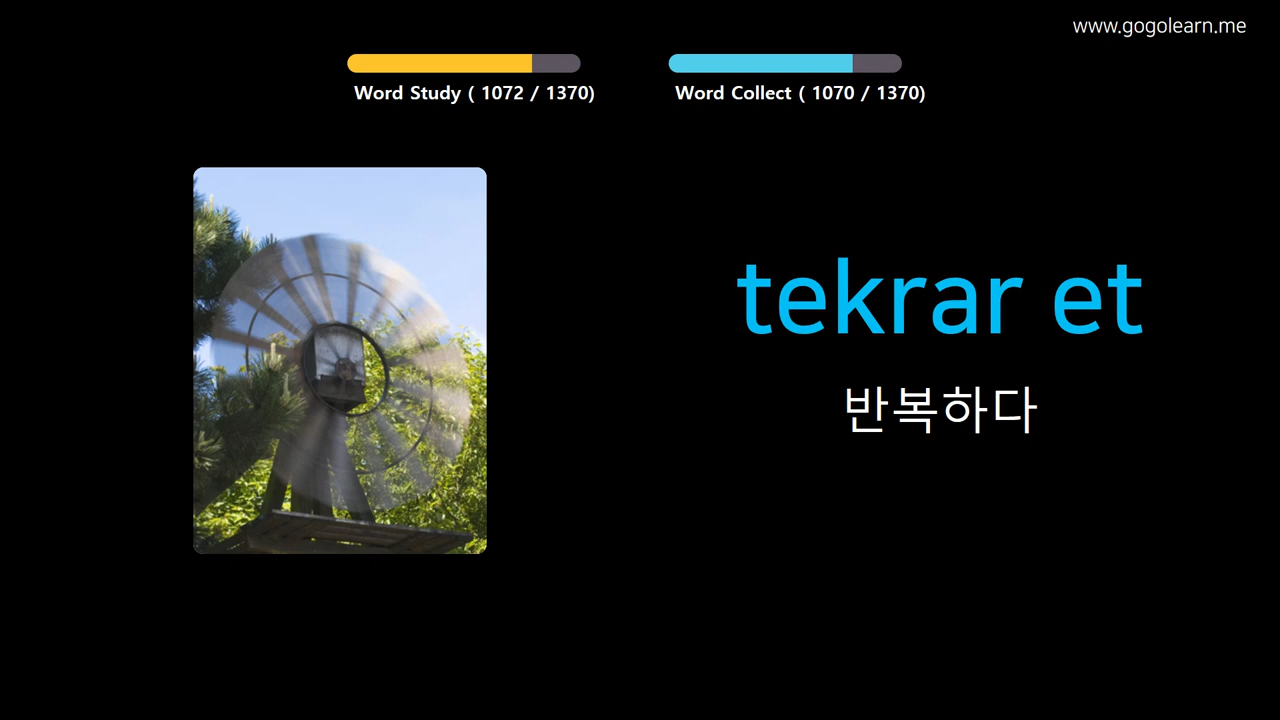 www.gogolearn.me
Word Study ( 1072 / 1370)
Word Collect ( 1070 / 1370)
tekrar et
반복하다